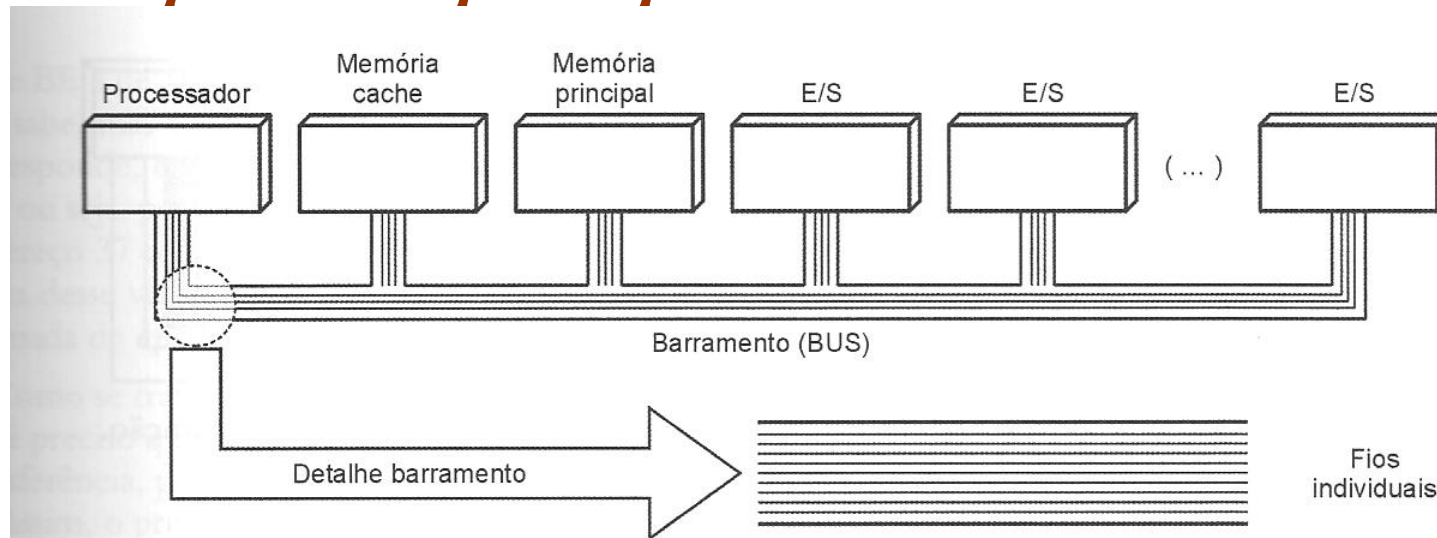 Processador
Memória
cache
Memória
principal
E/S
E/S
( ... )
E/S
Barramento (BUS)
Detalhe barramento
Fios
individuais